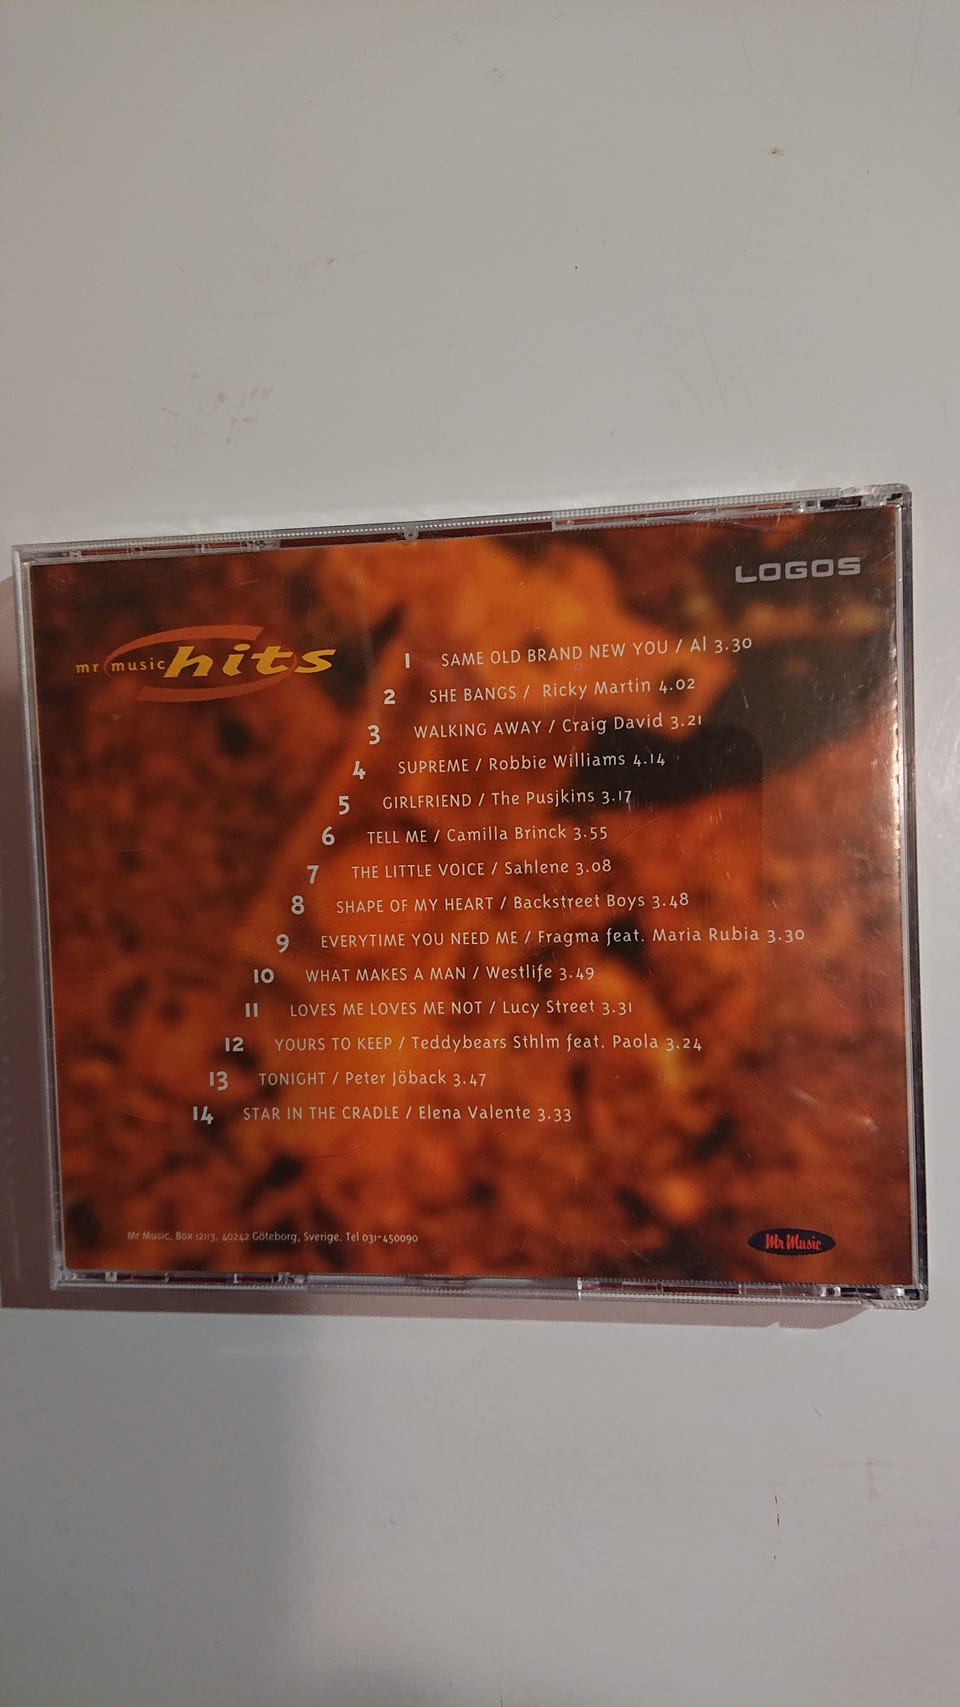 LOGOS
mr music hits
1 SAME OLD BRAND NEW YOU / Al 3.30
2 SHE BANGS / Ricky Martin 4.02
3 WALKING AWAY / Craig David 3.21
4 SUPREME / Robbie Williams 4.14
5 GIRLFRIEND / The Pusjkins 3.17
6 TELL ME / Camilla Brinck 3.55
7 THE LITTLE VOICE / Sahlene 3.08
8 SHAPE OF MY HEART / Backstreet Boys 3.48
9 EVERYTIME YOU NEED ME / Fragma feat. Maria Rubia 3.30
10 WHAT MAKES A MAN / Westlife 3.49
11 LOVES ME LOVES ME NOT / Lucy Street 3.31
12 YOURS TO KEEP / Teddybears Sthlm feat. Paola 3.24
13 TONIGHT / Peter Jöback 3.47
14 STAR IN THE CRADLE / Elena Valente 3.33
Mr Music, Box 12113, 40242 Göteborg, Sverige. Tel 031-450090
Mr Music